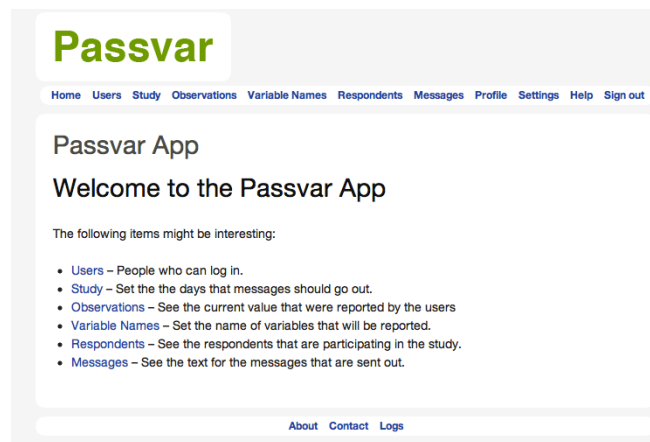 Passvar
Home Users Study Observations Variable Names Respondents Messages Profile Settings Help Sign out
Passvar App
Welcome to the Passvar App
The following items might be interesting:
• Users – People who can log in.
• Study – Set the the days that messages should go out.
• Observations – See the current value that were reported by the users
• Variable Names – Set the name of variables that will be reported.
• Respondents – See the respondents that are participating in the study.
• Messages – See the text for the messages that are sent out.
About Contact Logs